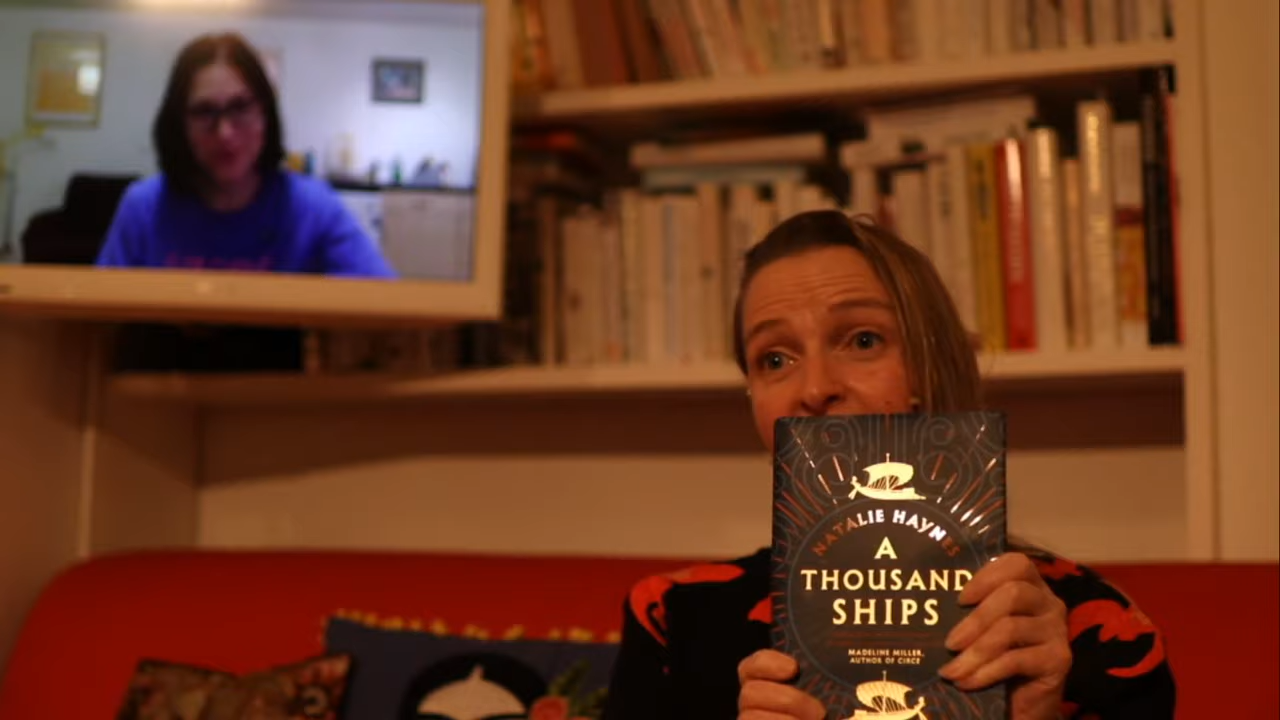 NATALIE HAYNES
A
THOUSAND
SHIPS
MADELINE MILLER,
AUTHOR OF CIRCE